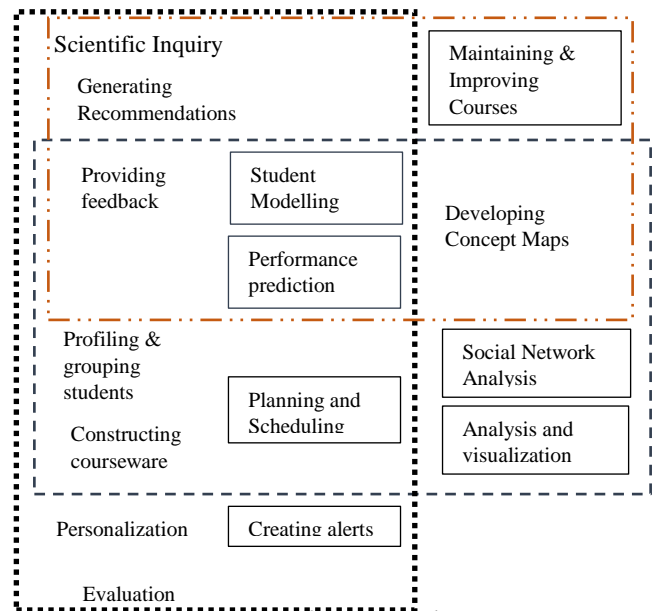 Scientific Inquiry
Generating
Recommendations
Maintaining &
Improving
Courses
Providing
feedback
Student
Modelling
Developing
Concept Maps
Performance
prediction
Profiling &
grouping
students
Social Network
Analysis
Planning and
Scheduling
Constructing
courseware
Analysis and
visualization
Personalization
Creating alerts
Evaluation